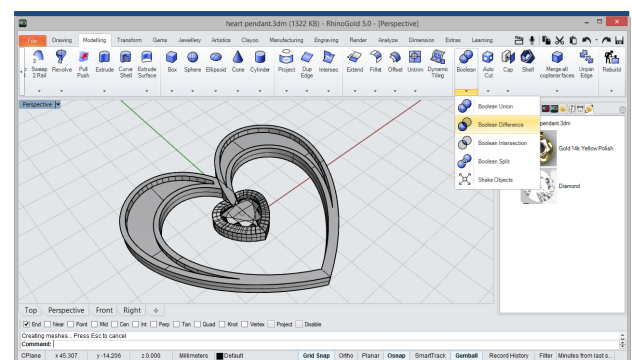 heart pendant.3dm (1322 KB) - RhinoGold 5.0 - [Perspective]
File Drawing Modelling Transform Gems Jewellery Artistics Clayoo Manufacturing Engraving Render Analyze Dimension Extras Learning
Sweep 2 Rail Revolve Pull Push Extrude Curve Shell Extrude Surface Box Sphere Ellipsoid Cone Cylinder Project Dup Edge Intersec Extend Fillet Offset Untrim Dynamic Tiling Boolean Auto Cut Cap Shell Merge all coplanar faces Unjoin Edge Rebuild
Perspective
Boolean Union
Boolean Difference
Boolean Intersection
Boolean Split
Shake Objects
pendant.3dm
Gold 14k Yellow Polish
Diamond
Top Perspective Front Right
End Near Point Mid Cen Int Perp Tan Quad Knot Vertex Project Disable
Creating meshes... Press Esc to cancel
Command:
CPlane x 45.307 y -14.206 z 0.000 Millimeters Default Grid Snap Ortho Planar Osnap SmartTrack Gumball Record History Filter Minutes from last s...